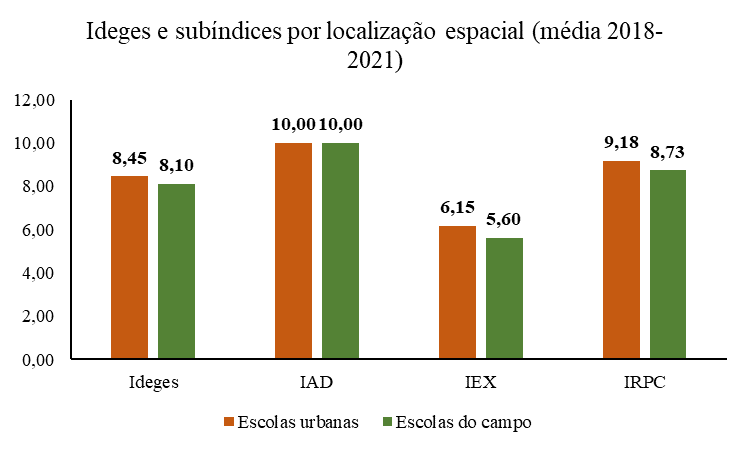 Ideges e subíndices por localização espacial (média 2018-
2021)
12,00
10,00
8,00
6,00
4,00
2,00
0,00
8,45
8,10
10,00
10,00
6,15
5,60
9,18
8,73
Ideges
IAD
IEX
IRPC
Escolas urbanas
Escolas do campo